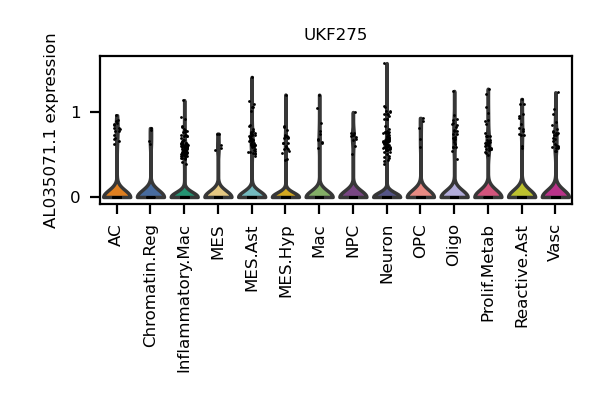 UKF275
AL035071.1 expression
1
0
AC
Chromatin.Reg
Inflammatory.Mac
MES
MES.Ast
MES.Hyp
Mac
NPC
Neuron
OPC
Oligo
Prolif.Metab
Reactive.Ast
Vasc